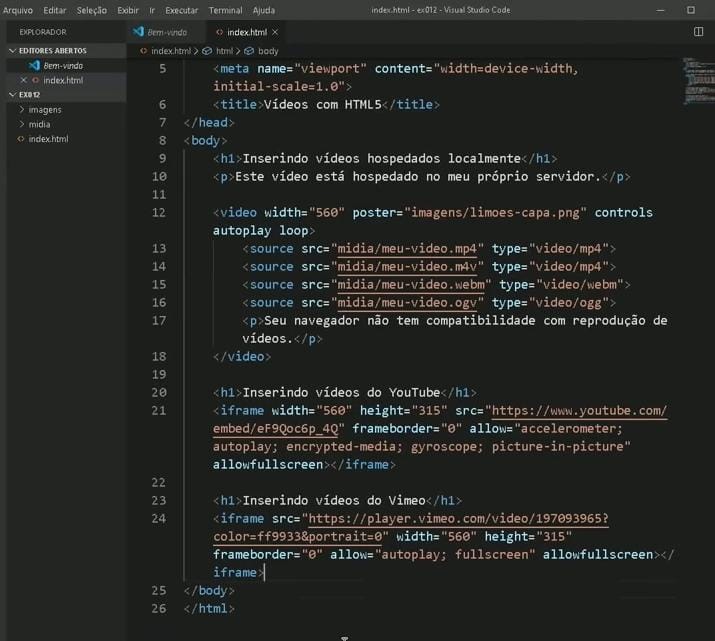 Arquivo Editar Seleção Exibir Ir Executar Terminal Ajuda index.html - ex012 - Visual Studio Code
EXPLORADOR
EDITORES ABERTOS
Bem-vindo
index.html
EX012
imagens
midia
index.html
Bem-vindo index.html
index.html > html > body
5 <meta name="viewport" content="width=device-width,
initial-scale=1.0">
6 <title>Vídeos com HTML5</title>
7 </head>
8 <body>
9 <h1>Inserindo vídeos hospedados localmente</h1>
10 <p>Este vídeo está hospedado no meu próprio servidor.</p>
11
12 <video width="560" poster="imagens/limoes-capa.png" controls
autoplay loop>
13 <source src="midia/meu-video.mp4" type="video/mp4">
14 <source src="midia/meu-video.m4v" type="video/mp4">
15 <source src="midia/meu-video.webm" type="video/webm">
16 <source src="midia/meu-video.ogv" type="video/ogg">
17 <p>Seu navegador não tem compatibilidade com reprodução de
vídeos.</p>
18 </video>
19
20 <h1>Inserindo vídeos do YouTube</h1>
21 <iframe width="560" height="315" src="https://www.youtube.com/
embed/eF9Qoc6p_4Q" frameborder="0" allow="accelerometer;
autoplay; encrypted-media; gyroscope; picture-in-picture"
allowfullscreen></iframe>
22
23 <h1>Inserindo vídeos do Vimeo</h1>
24 <iframe src="https://player.vimeo.com/video/197093965?
color=ff9933&portrait=0" width="560" height="315"
frameborder="0" allow="autoplay; fullscreen" allowfullscreen></
iframe>
25 </body>
26 </html>